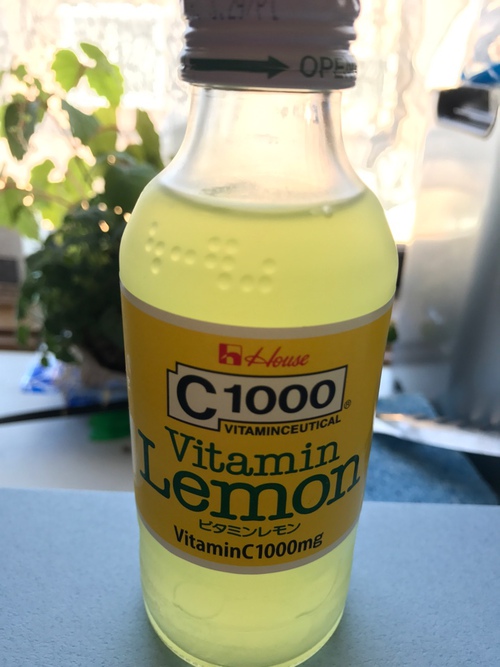 OPEN
House
C1000®
VITAMINCEUTICAL
Vitamin
Lemon
ビタミンレモン
VitaminC1000mg